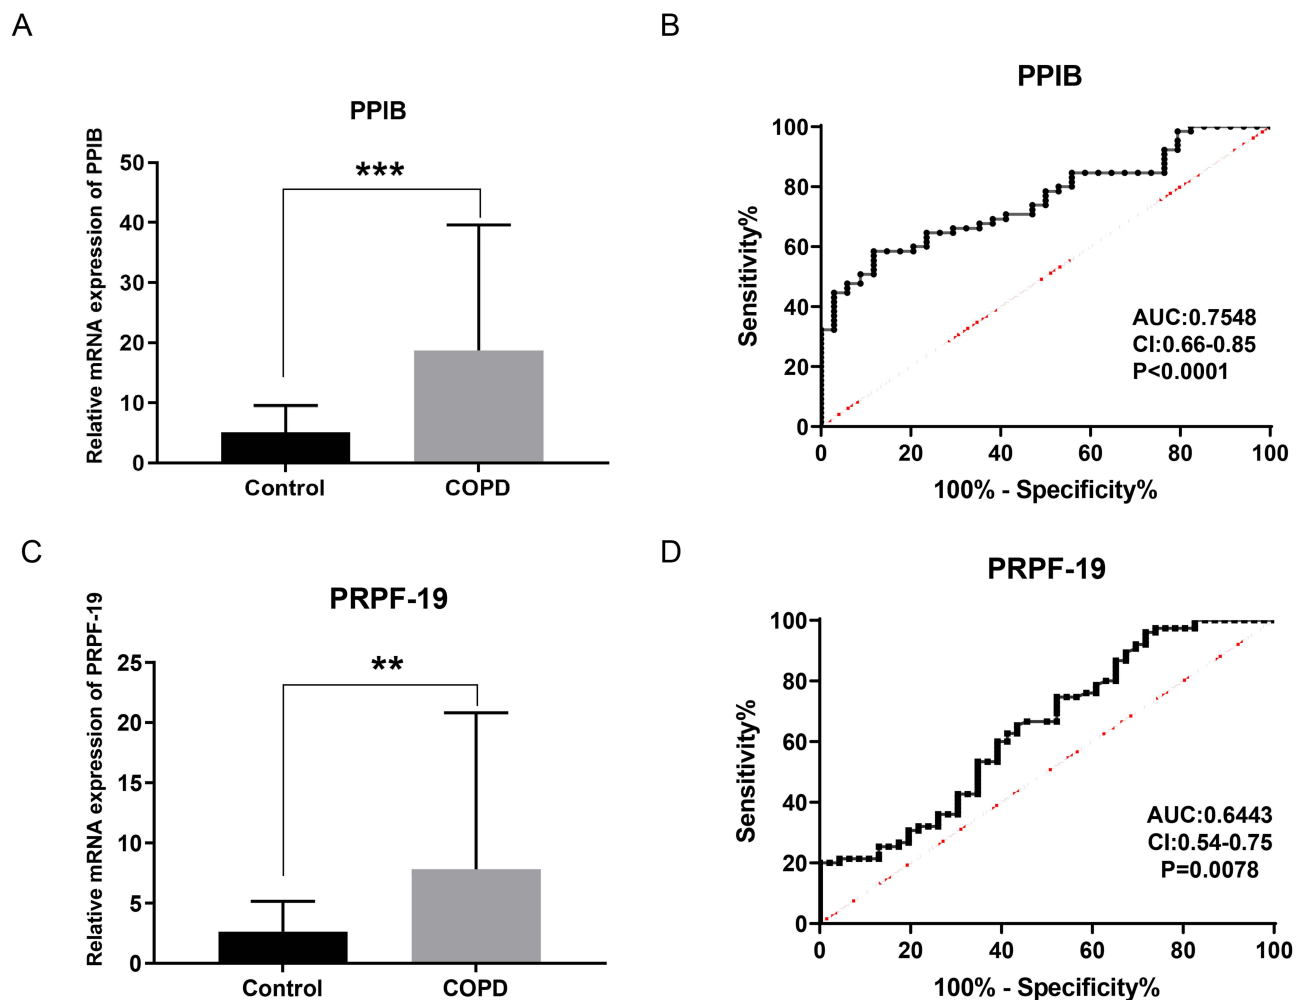 A
PPIB
Relative mRNA expression of PPIB
50
40
30
20
10
0
***
Control
COPD
B
PPIB
Sensitivity%
100
80
60
40
20
0
AUC:0.7548
CI:0.66-0.85
P<0.0001
0
20
40
60
80
100
100% - Specificity%
C
PRPF-19
Relative mRNA expression of PRPF-19
25
20
15
10
5
0
**
Control
COPD
D
PRPF-19
Sensitivity%
100
80
60
40
20
0
AUC:0.6443
CI:0.54-0.75
P=0.0078
0
20
40
60
80
100
100% - Specificity%